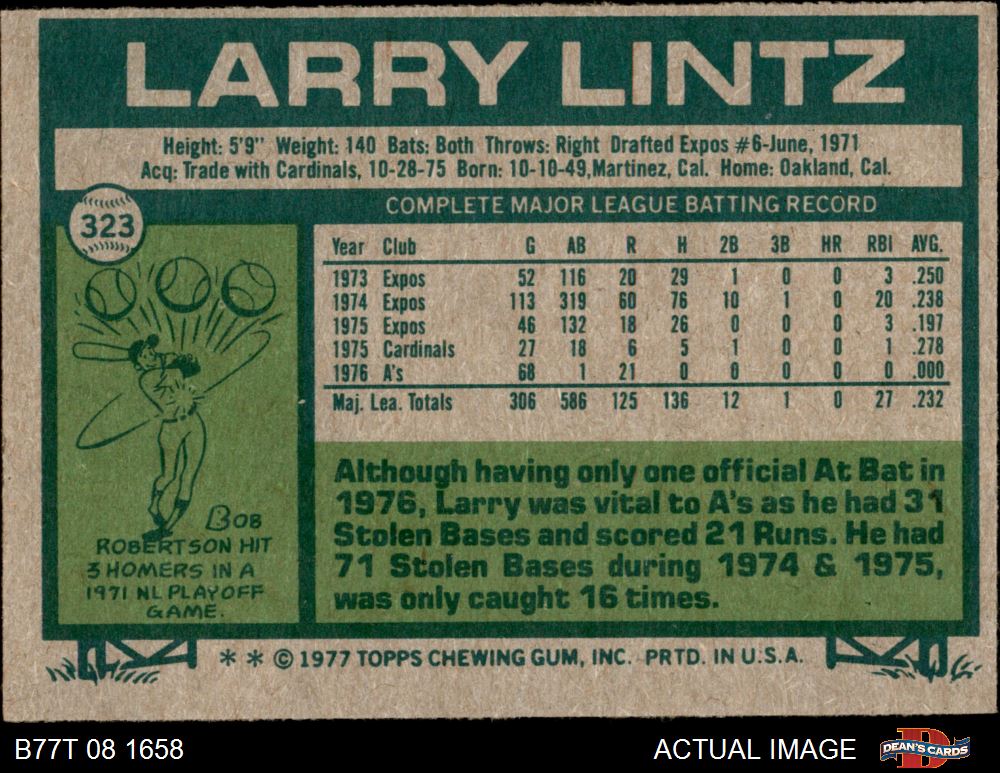 LARRY LINTZ
Height: 5'9" Weight: 140 Bats: Both Throws: Right Drafted Expos #6-June, 1971
Acq: Trade with Cardinals, 10-28-75 Born: 10-10-49, Martinez, Cal. Home: Oakland, Cal.
323
COMPLETE MAJOR LEAGUE BATTING RECORD
Year Club G AB R H 2B 3B HR RBI AVG.
1973 Expos 52 116 20 29 1 0 0 3 .250
1974 Expos 113 319 60 76 10 1 0 20 .238
1975 Expos 46 132 18 26 0 0 0 3 .197
1975 Cardinals 27 18 6 5 1 0 0 1 .278
1976 A's 68 1 21 0 0 0 0 0 .000
Maj. Lea. Totals 306 586 125 136 12 1 0 27 .232
BOB
ROBERTSON HIT
3 HOMERS IN A
1971 NL PLAYOFF
GAME.
Although having only one official At Bat in
1976, Larry was vital to A's as he had 31
Stolen Bases and scored 21 Runs. He had
71 Stolen Bases during 1974 & 1975,
was only caught 16 times.
* * © 1977 TOPPS CHEWING GUM, INC. PRTD. IN U.S.A.
B77T 08 1658 ACTUAL IMAGE DEAN'S CARDS